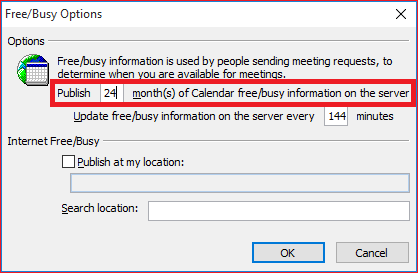 Free/Busy Options
Options
Free/busy information is used by people sending meeting requests, to
determine when you are available for meetings.
Publish 24 month(s) of Calendar free/busy information on the server
Update free/busy information on the server every 144 minutes
Internet Free/Busy
Publish at my location:
Search location:
OK Cancel